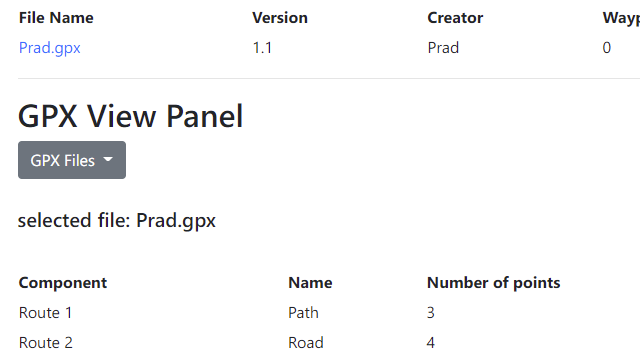 File Name Version Creator Wayp
Prad.gpx 1.1 Prad 0
GPX View Panel
GPX Files
selected file: Prad.gpx
Component Name Number of points
Route 1 Path 3
Route 2 Road 4